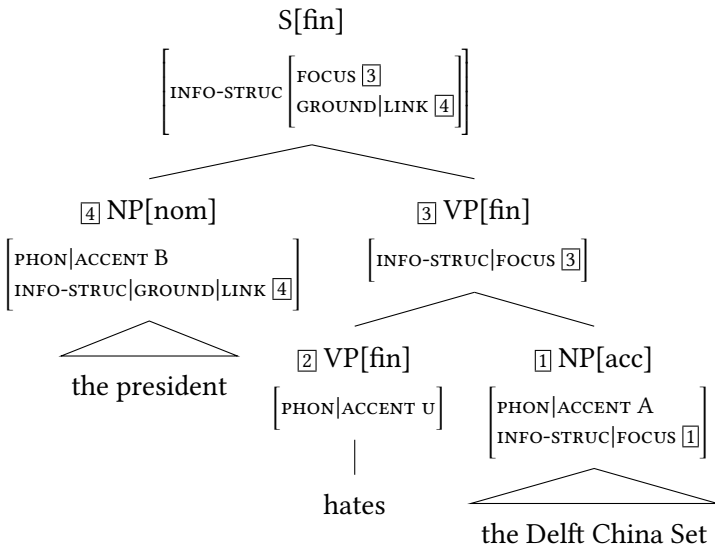 S[fin]
INFO-STRUC FOCUS 3
GROUND|LINK 4
4 NP[nom]
3 VP[fin]
PHON|ACCENT B
INFO-STRUC|GROUND|LINK 4
INFO-STRUC|FOCUS 3
the president
2 VP[fin]
1 NP[acc]
PHON|ACCENT U
PHON|ACCENT A
INFO-STRUC|FOCUS 1
hates
the Delft China Set